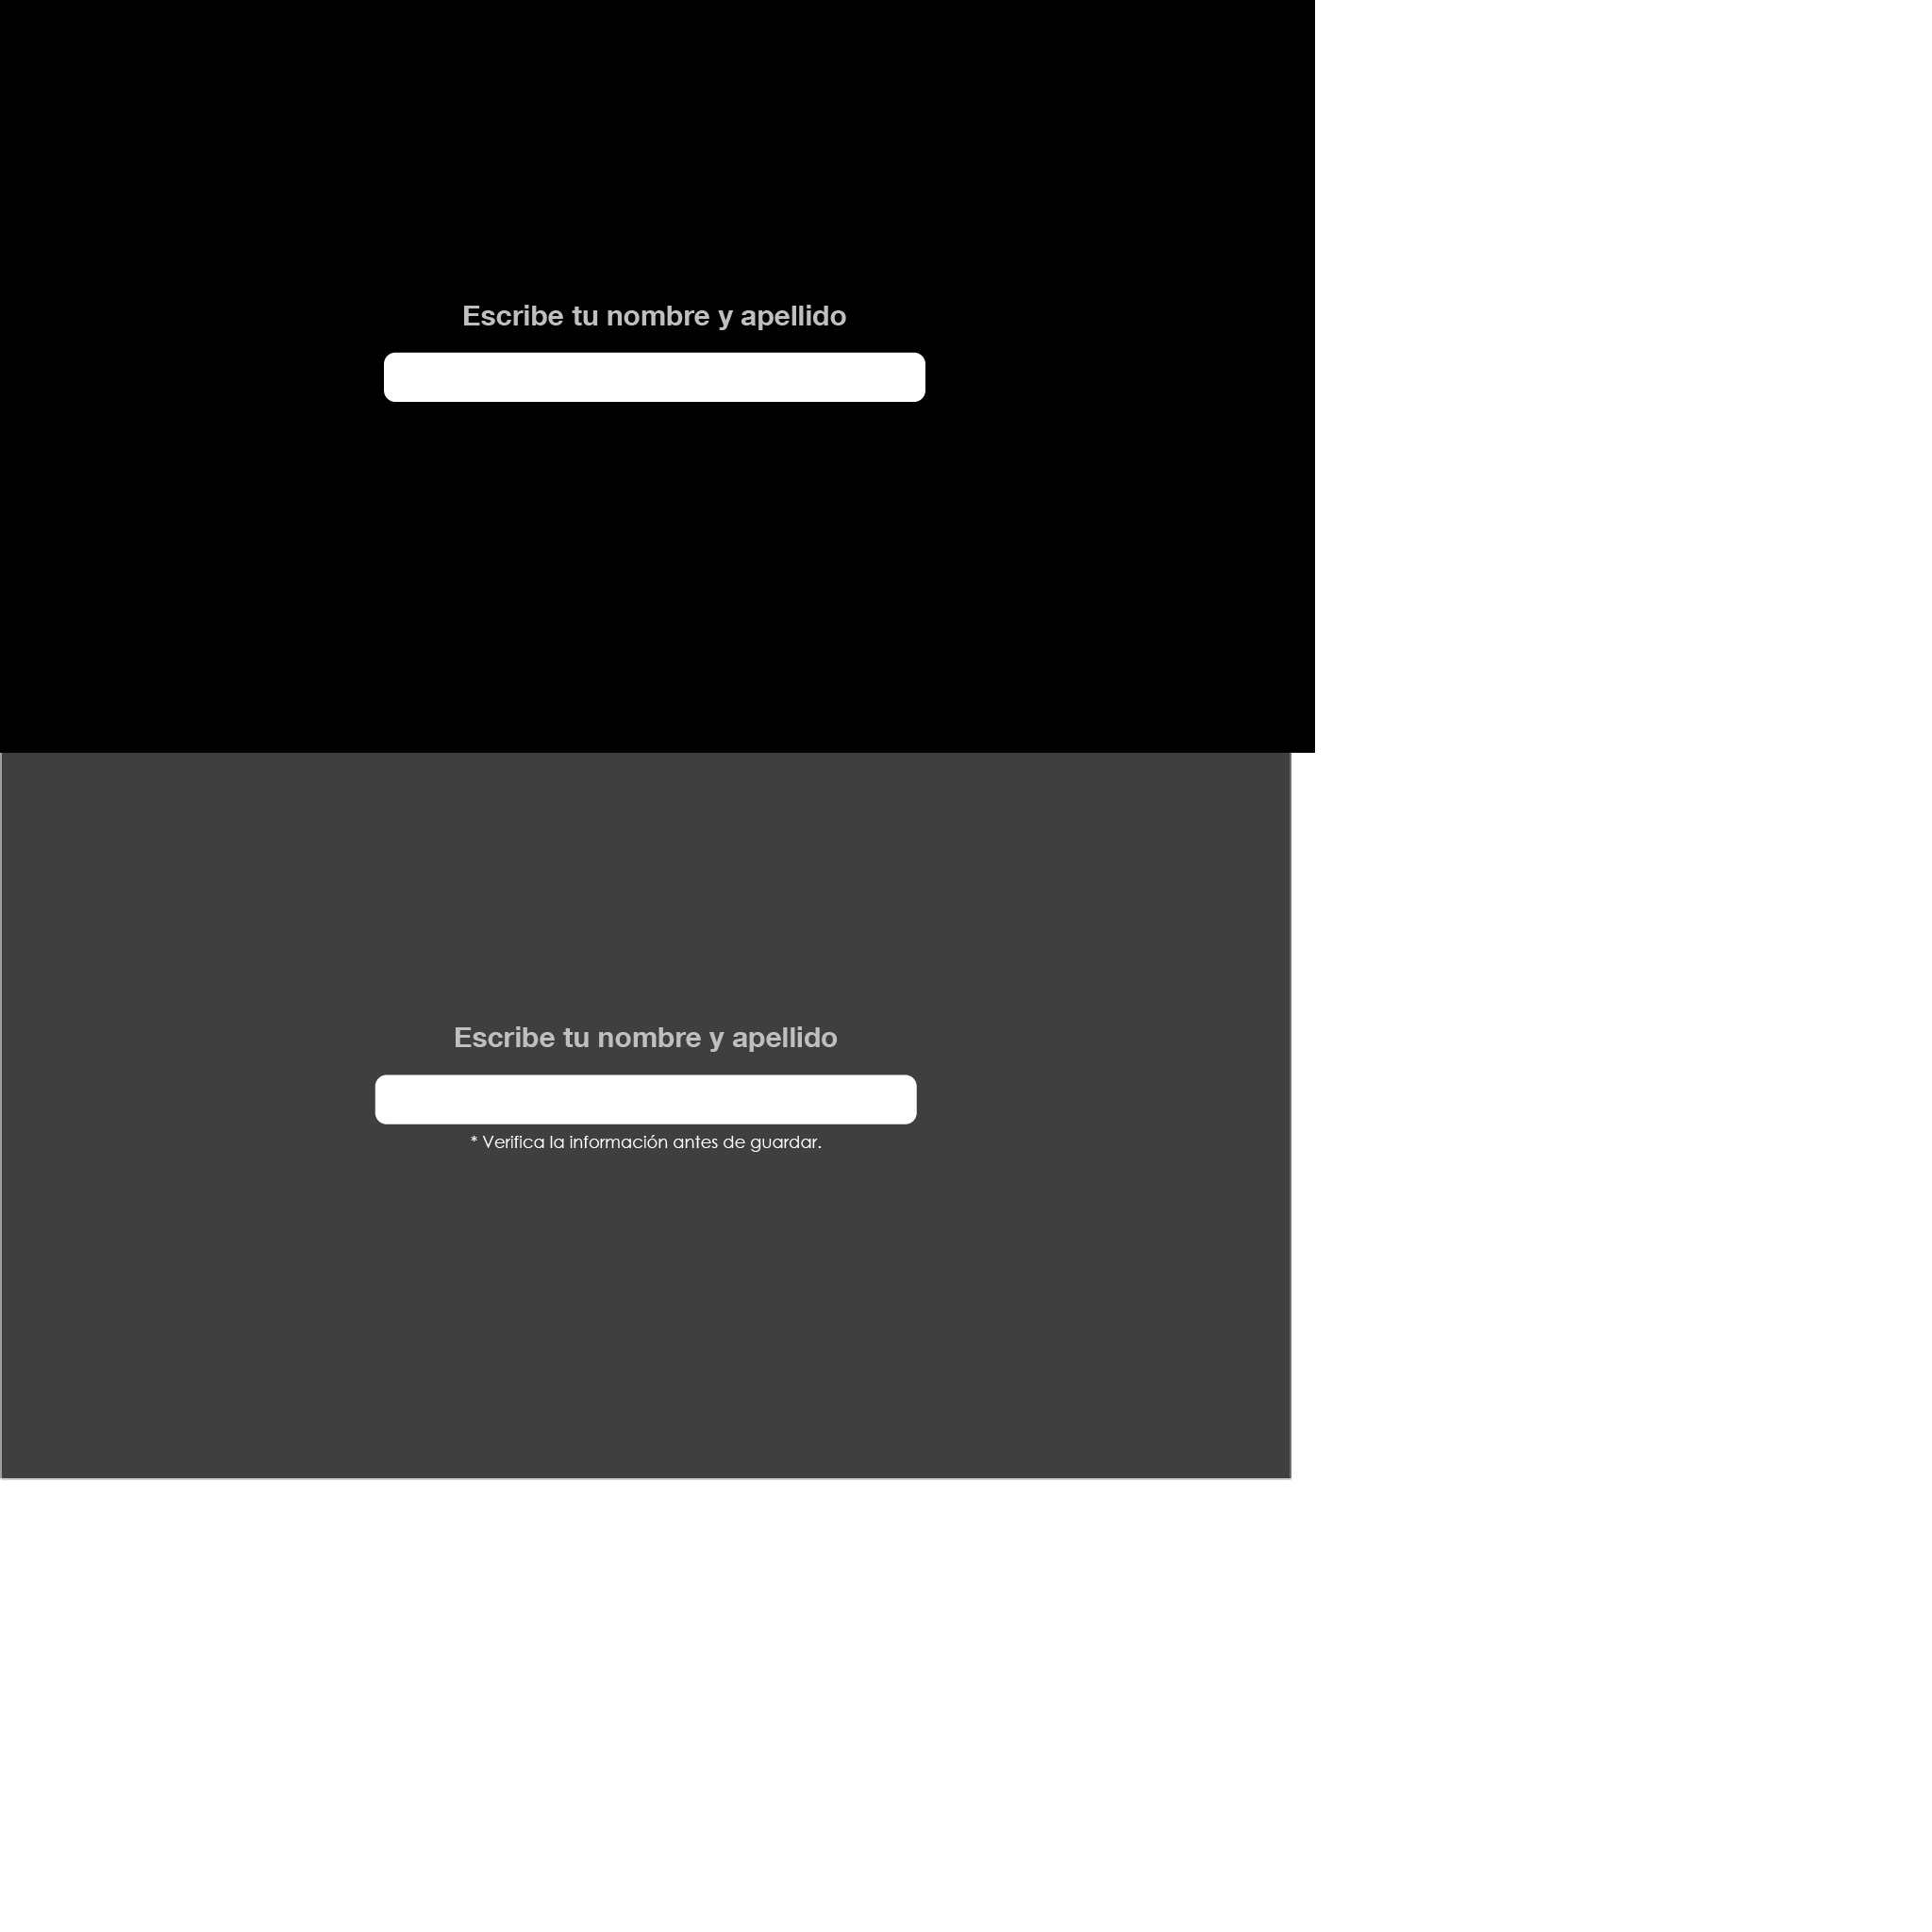 Escribe tu nombre y apellido
Escribe tu nombre y apellido
* Verifica la información antes de guardar.